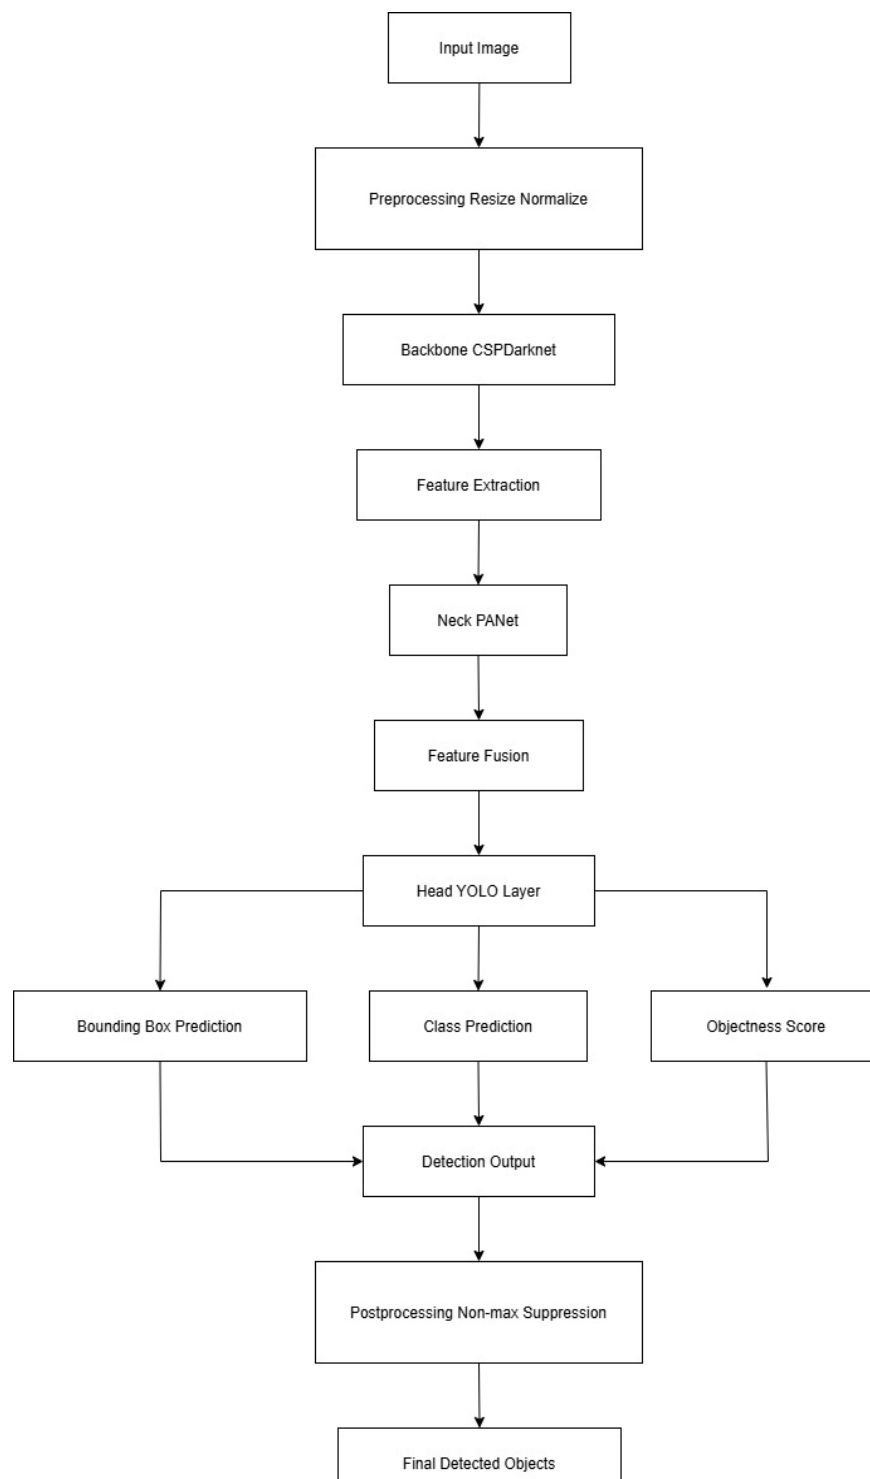 Input Image
Preprocessing Resize Normalize
Backbone CSPDarknet
Feature Extraction
Neck PANet
Feature Fusion
Head YOLO Layer
Bounding Box Prediction
Class Prediction
Objectness Score
Detection Output
Postprocessing Non-max Suppression
Final Detected Objects